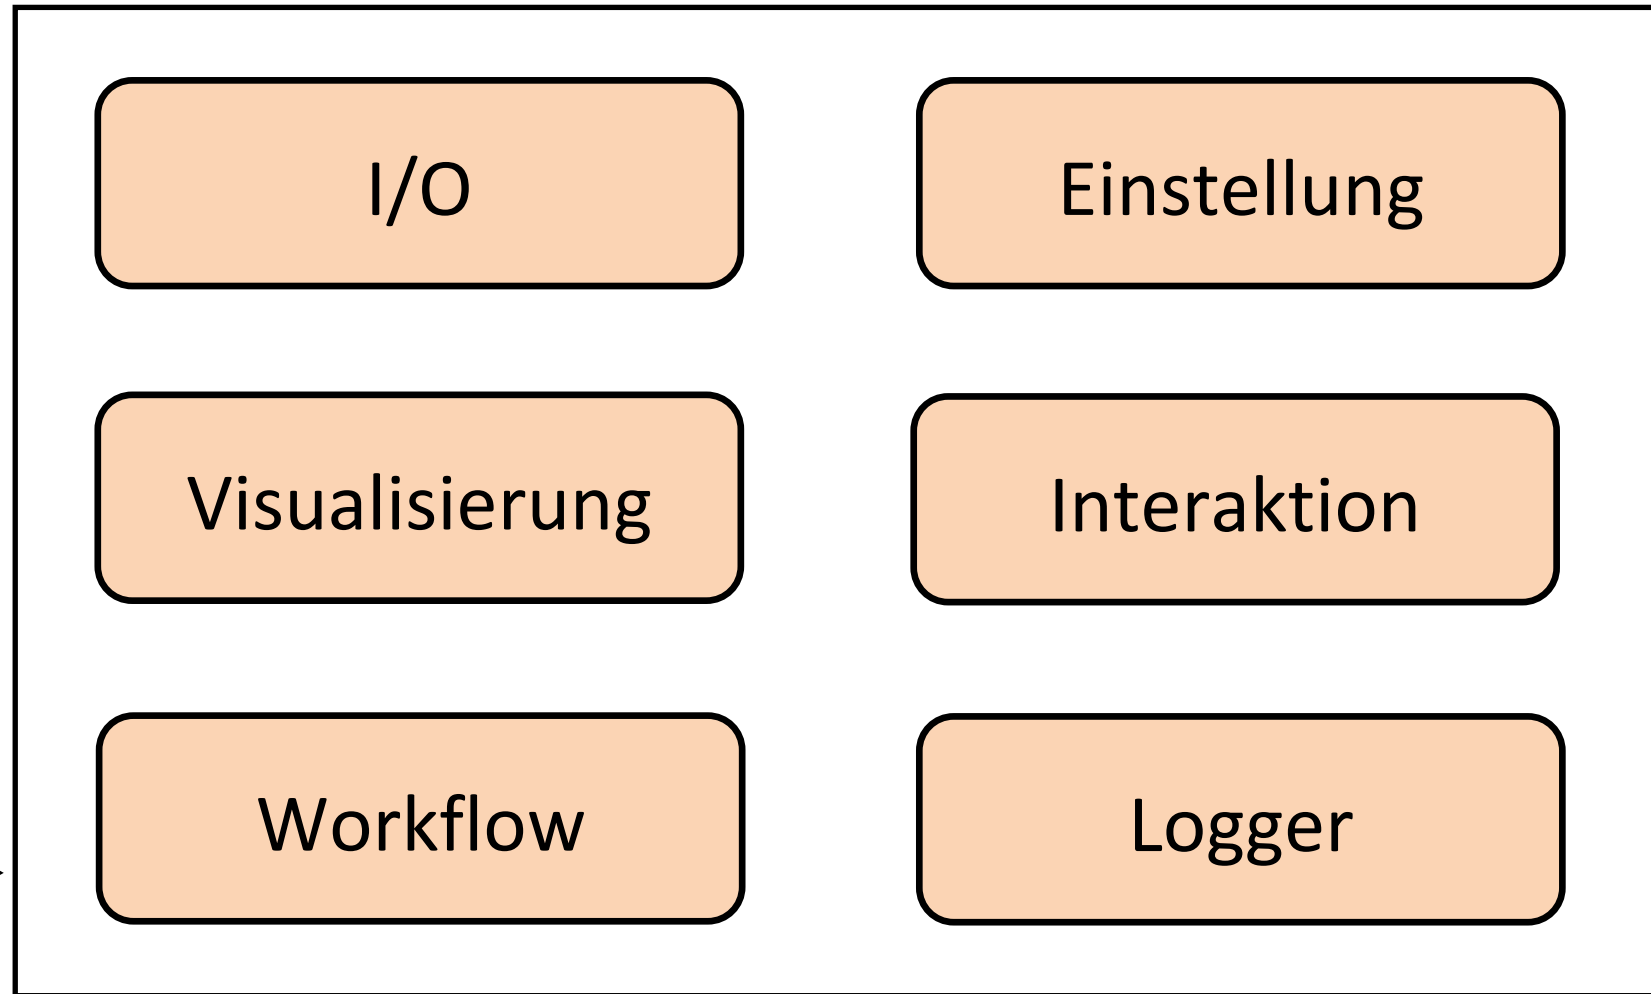 I/O
Einstellung
Visualisierung
Interaktion
Workflow
Logger